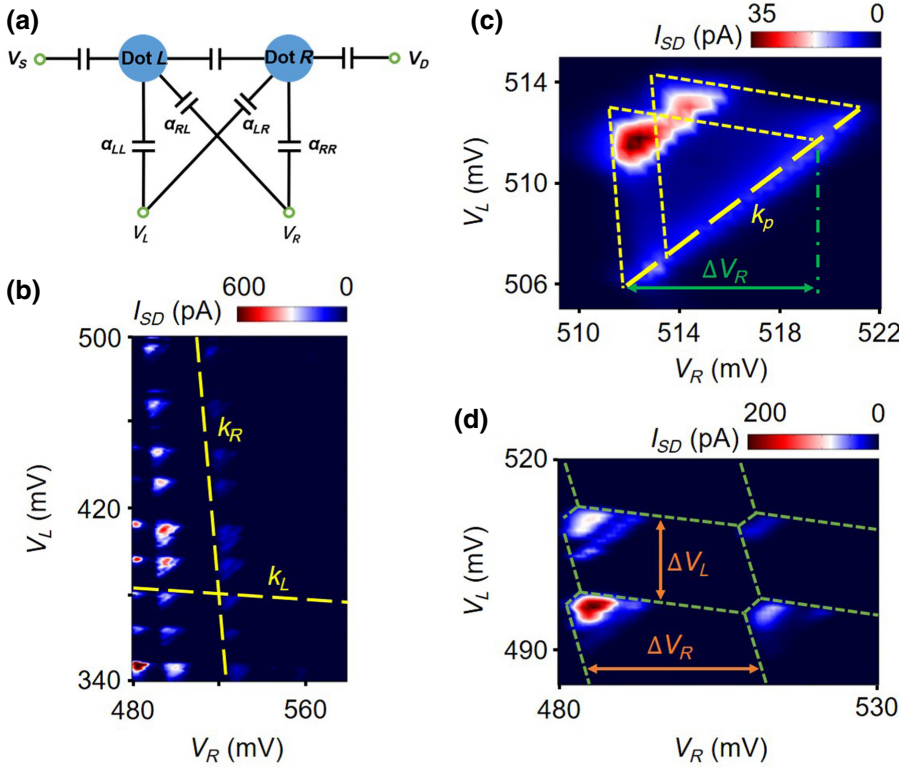 (a)
V_S
Dot L
Dot R
V_D
α_RL
α_LR
α_LL
α_RR
V_L
V_R
(b)
600
0
I_SD (pA)
500
k_R
420
V_L (mV)
k_L
340
480
560
V_R (mV)
(c)
35
0
I_SD (pA)
514
V_L (mV)
510
k_p
ΔV_R
506
510
514
518
522
V_R (mV)
(d)
200
0
I_SD (pA)
520
V_L (mV)
ΔV_L
490
ΔV_R
480
530
V_R (mV)